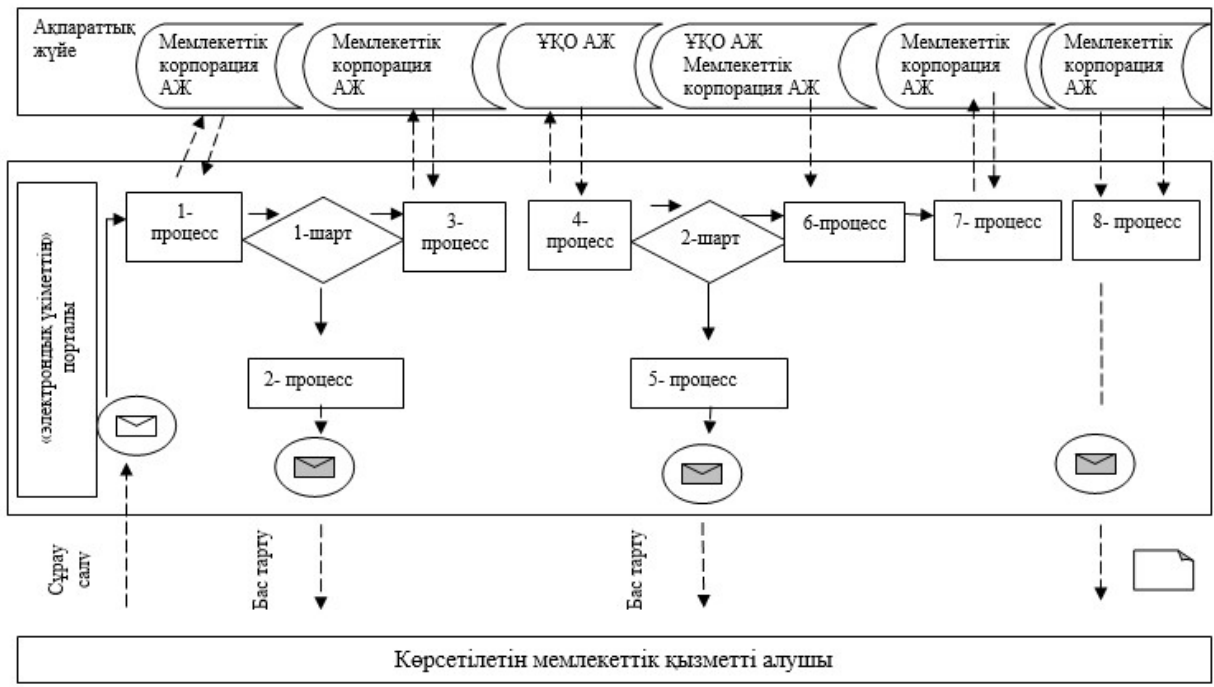 Ақпараттық
жүйе
Мемлекеттік
корпорация
АЖ
Мемлекеттік
корпорация
АЖ
ҰҚО АЖ
ҰҚО АЖ
Мемлекеттік
корпорация АЖ
Мемлекеттік
корпорация
АЖ
Мемлекеттік
корпорация
АЖ
«электрондық үкіметтің»
порталы
1-
процесс
1-шарт
3-
процесс
4-
процесс
2-шарт
6-процесс
7- процесс
8- процесс
2- процесс
5- процесс
Сұрау
салу
Бас тарту
Бас тарту
Көрсетілетін мемлекеттік қызметті алушы